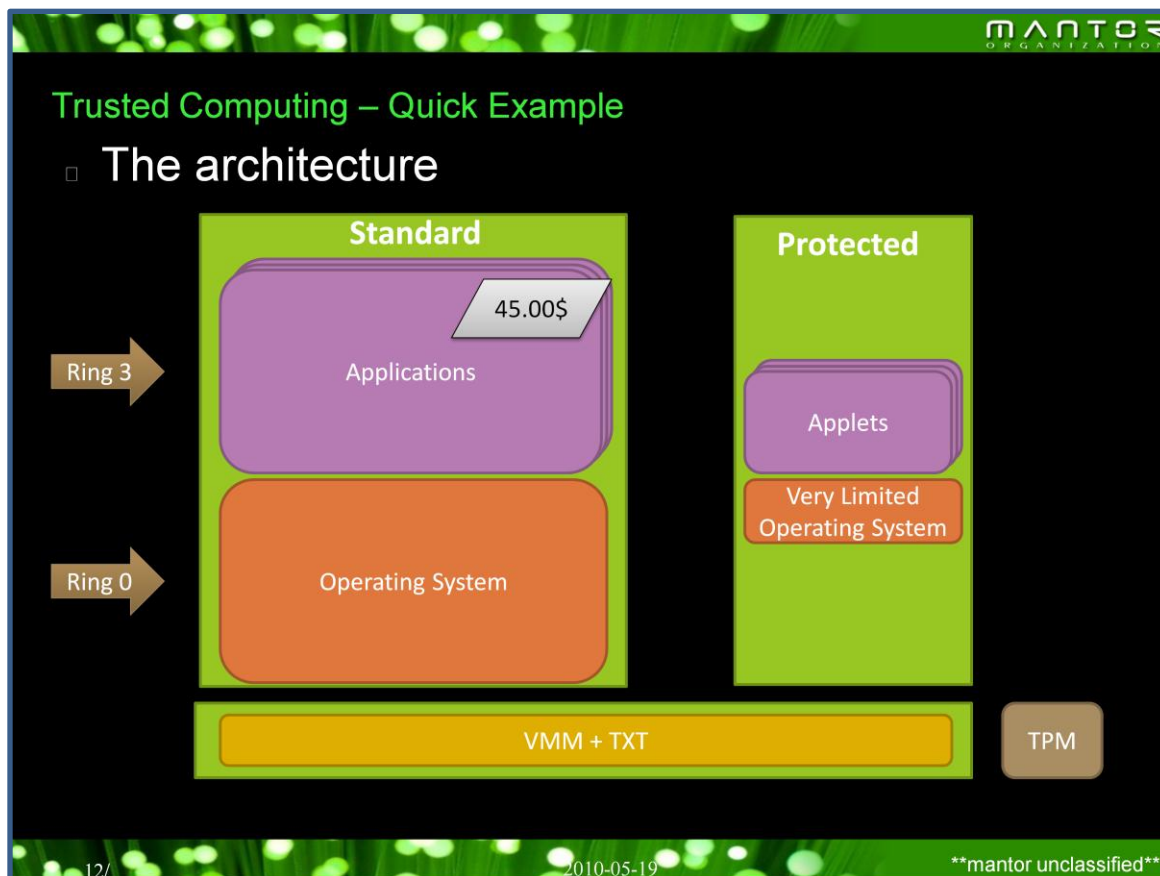 MANTOR
ORGANIZATION
Trusted Computing – Quick Example
The architecture
Standard
Protected
45.00$
Ring 3
Applications
Applets
Very Limited
Operating System
Ring 0
Operating System
VMM + TXT
TPM
12/
2010-05-19
**mantor unclassified**